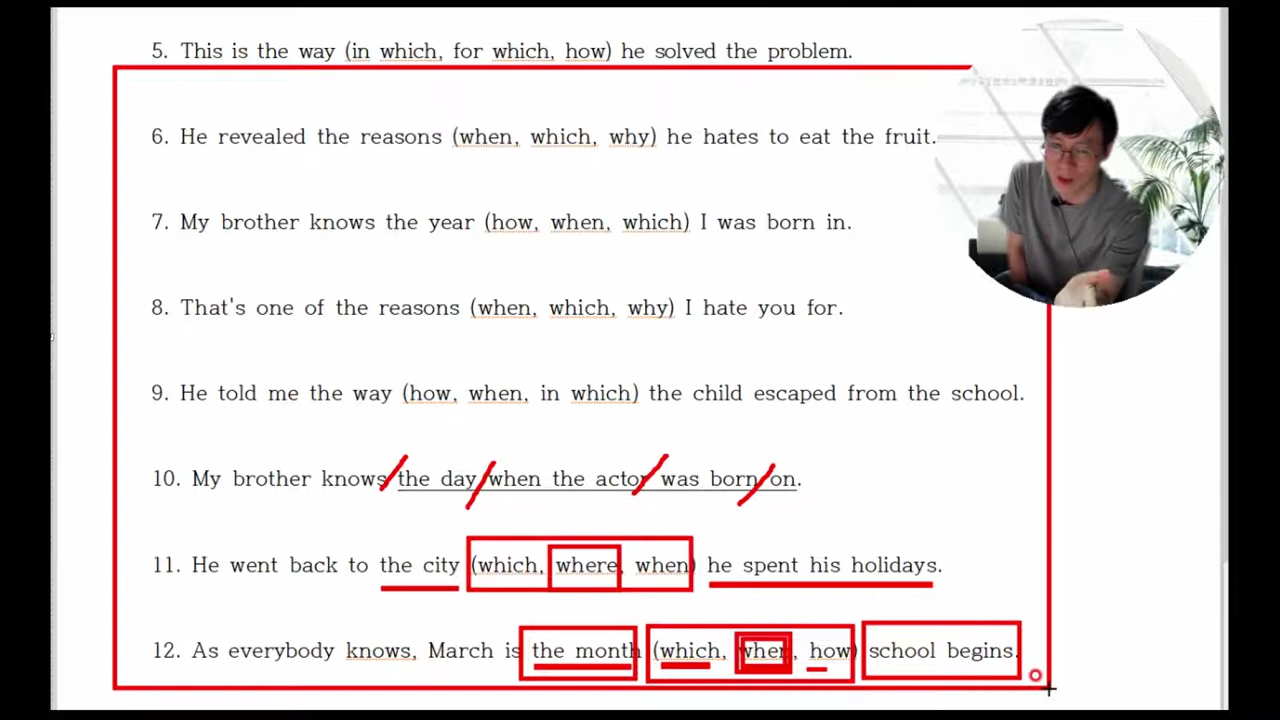 5. This is the way (in which, for which, how) he solved the problem.
6. He revealed the reasons (when, which, why) he hates to eat the fruit.
7. My brother knows the year (how, when, which) I was born in.
8. That's one of the reasons (when, which, why) I hate you for.
9. He told me the way (how, when, in which) the child escaped from the school.
10. My brother knows the day when the actor was born on.
11. He went back to the city (which, where, when) he spent his holidays.
12. As everybody knows, March is the month (which, when, how) school begins.